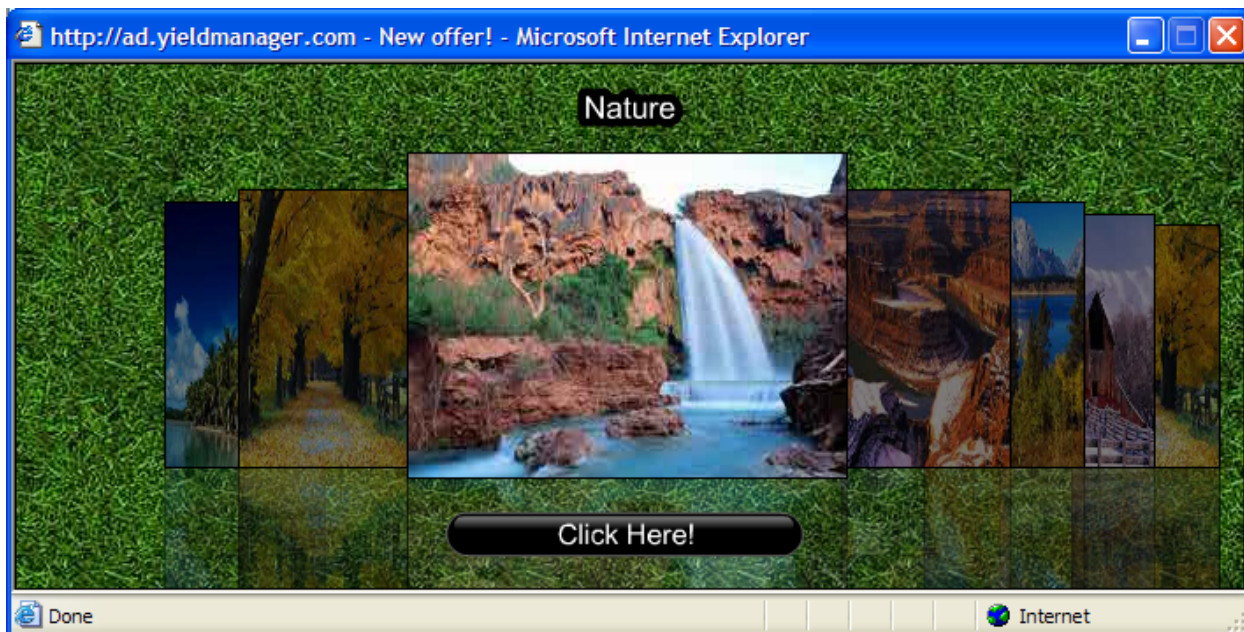 http://ad.yieldmanager.com - New offer! - Microsoft Internet Explorer
Nature
Click Here!
Done
Internet